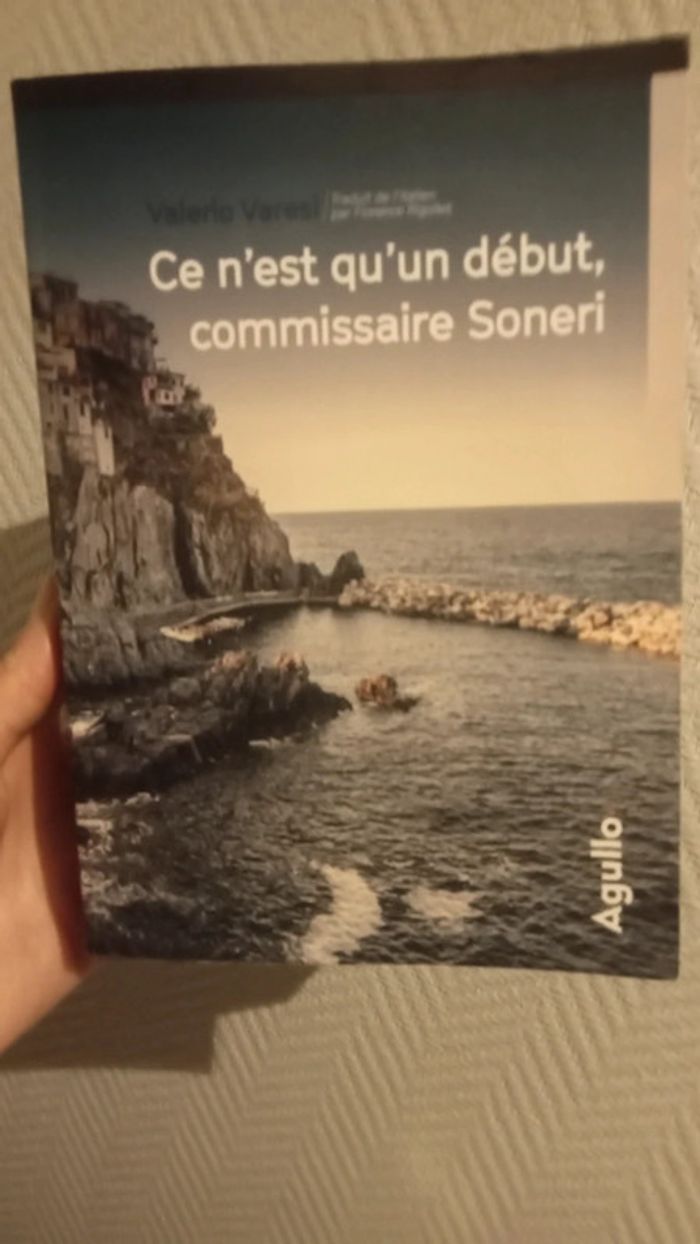 Valerio Varesi
Traduit de l'italien
par Florence Rigollet
Ce n'est qu'un début,
commissaire Soneri
Agullo